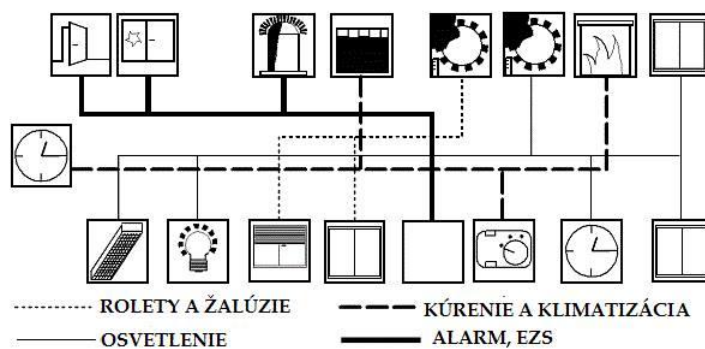 ROLETY A ŽALÚZIE
KÚRENIE A KLIMATIZÁCIA
OSVETLENIE
ALARM, EZS